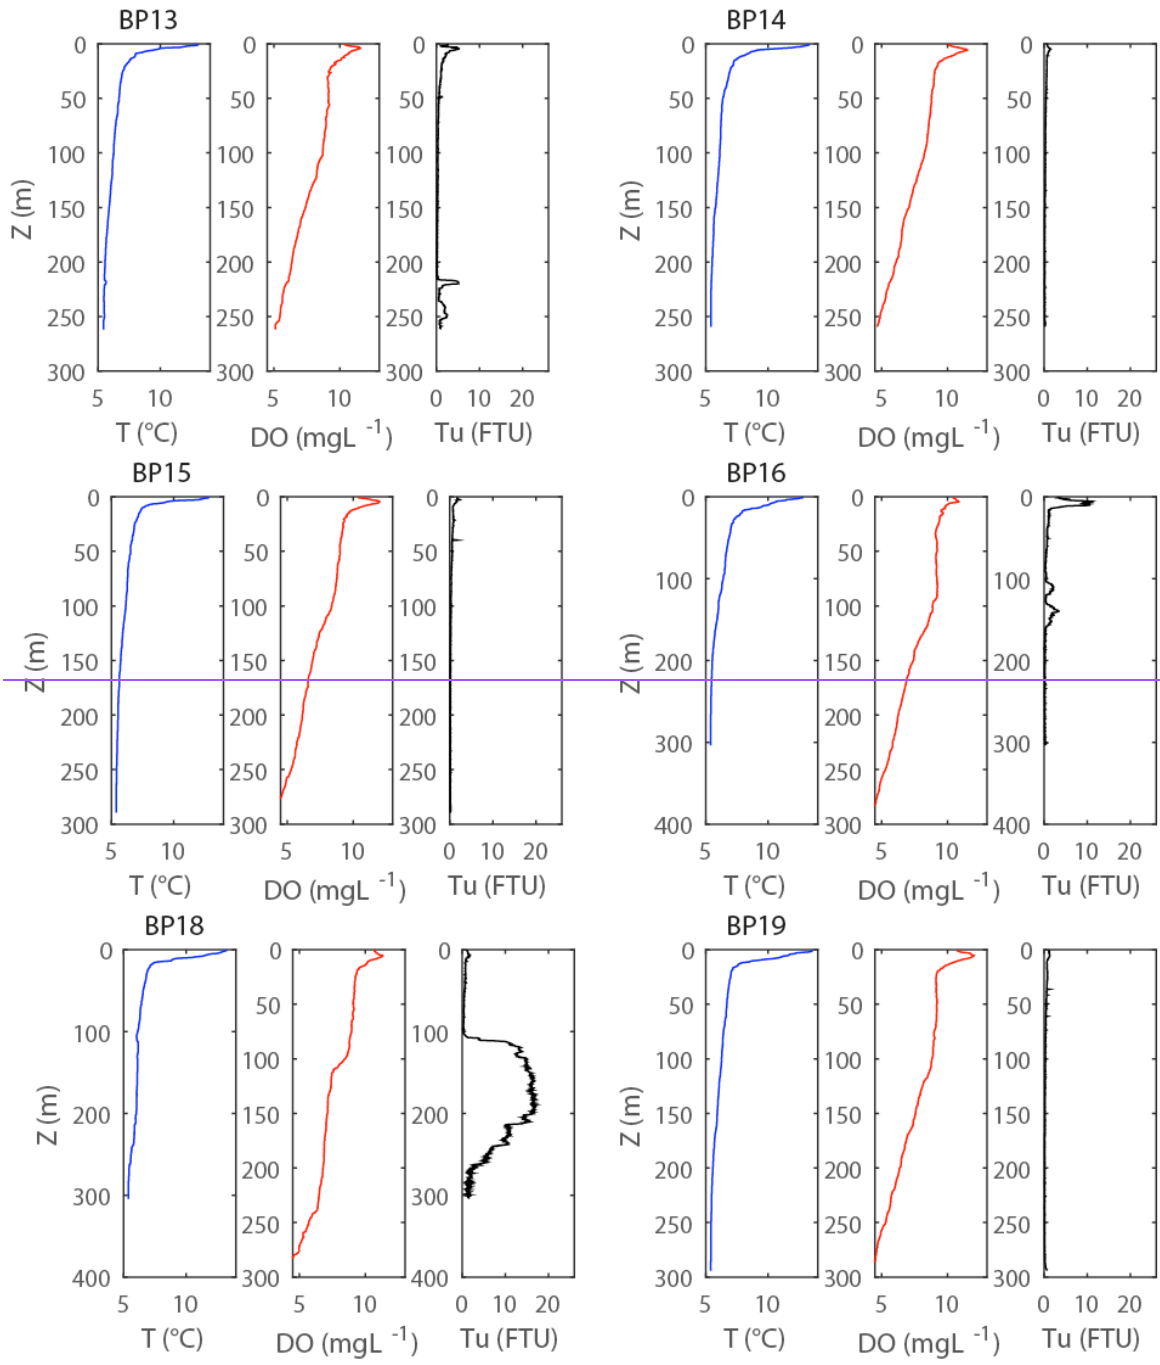 BP13 BP14
0 0 0 0 0 0
50 50 50 50 50 50
100 100 100 100 100 100
150 150 150 150 150 150
200 200 200 200 200 200
250 250 250 250 250 250
300 300 300 300 300 300
Z (m) Z (m)
5 10 5 10 0 10 20 5 10 5 10 0 10 20
T (°C) DO (mgL -1) Tu (FTU) T (°C) DO (mgL -1) Tu (FTU)
BP15 BP16
0 0 0 0 0 0
50 50 50 100 50 100
100 100 100 200 100 200
150 150 150 300 150 300
200 200 200 400 200 400
250 250 250 250
300 300 300 300
Z (m) Z (m)
5 10 5 10 0 10 20 5 10 5 10 0 10 20
T (°C) DO (mgL -1) Tu (FTU) T (°C) DO (mgL -1) Tu (FTU)
BP18 BP19
0 0 0 0 0 0
100 50 100 50 50 50
200 100 200 100 100 100
300 150 300 150 150 150
400 200 400 200 200 200
250 250 250 250
300 300 300 300
Z (m) Z (m)
5 10 5 10 0 10 20 5 10 5 10 0 10 20
T (°C) DO (mgL -1) Tu (FTU) T (°C) DO (mgL -1) Tu (FTU)